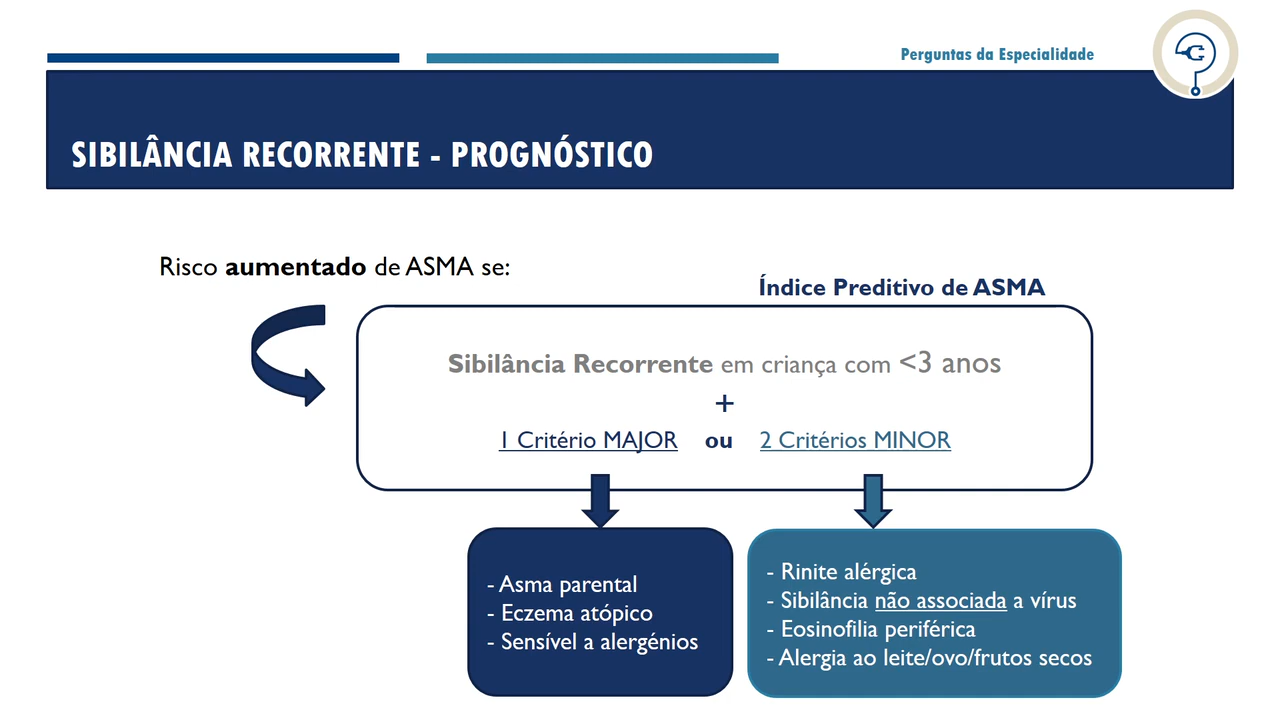 Perguntas da Especialidade
G
SIBILÂNCIA RECORRENTE - PROGNÓSTICO
Risco aumentado de ASMA se:
Índice Preditivo de ASMA
Sibilância Recorrente em criança com <3 anos
+
1 Critério MAJOR ou 2 Critérios MINOR
- Asma parental
- Eczema atópico
- Sensível a alergénios
- Rinite alérgica
- Sibilância não associada a vírus
- Eosinofilia periférica
- Alergia ao leite/ovo/frutos secos